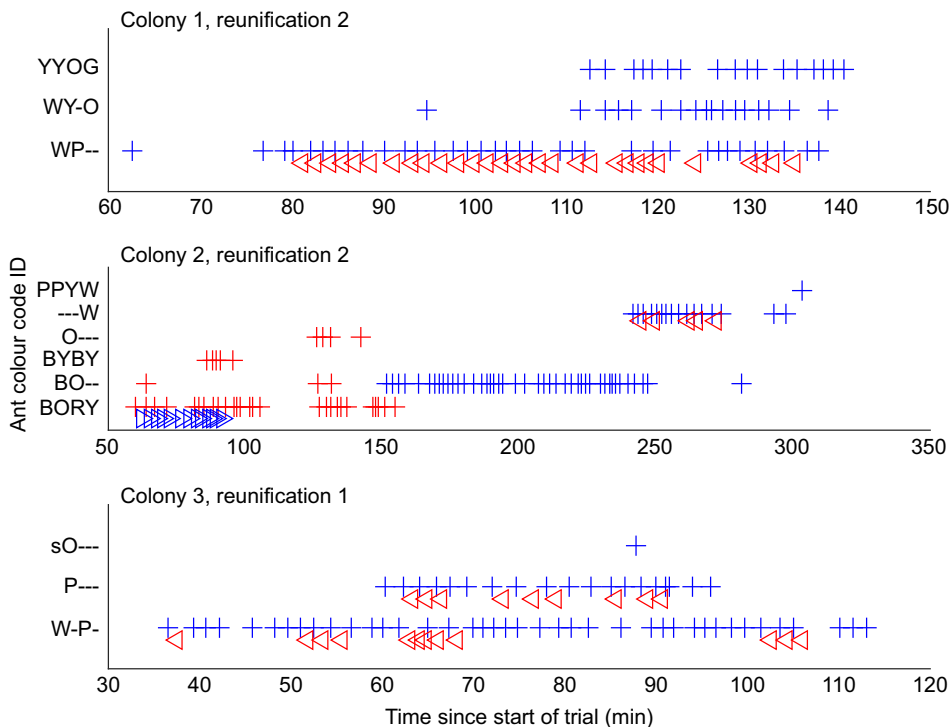 Colony 1, reunification 2
YYOG
WY-O
WP--
60 70 80 90 100 110 120 130 140 150
Colony 2, reunification 2
Ant colour code ID
PPYW
---W
O---
BYBY
BO--
BORY
50 100 150 200 250 300 350
Colony 3, reunification 1
sO---
P---
W-P-
30 40 50 60 70 80 90 100 110 120
Time since start of trial (min)